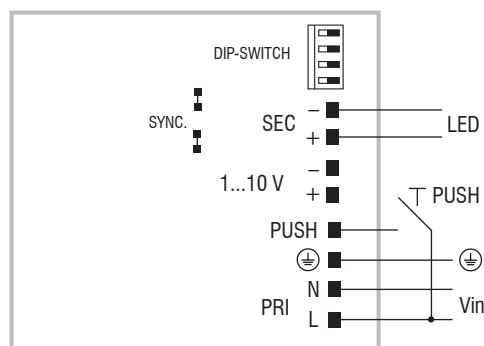 DIP-SWITCH
SYNC.
SEC
–
+
LED
1...10 V
–
+
PUSH
PUSH
N
PRI
L
Vin